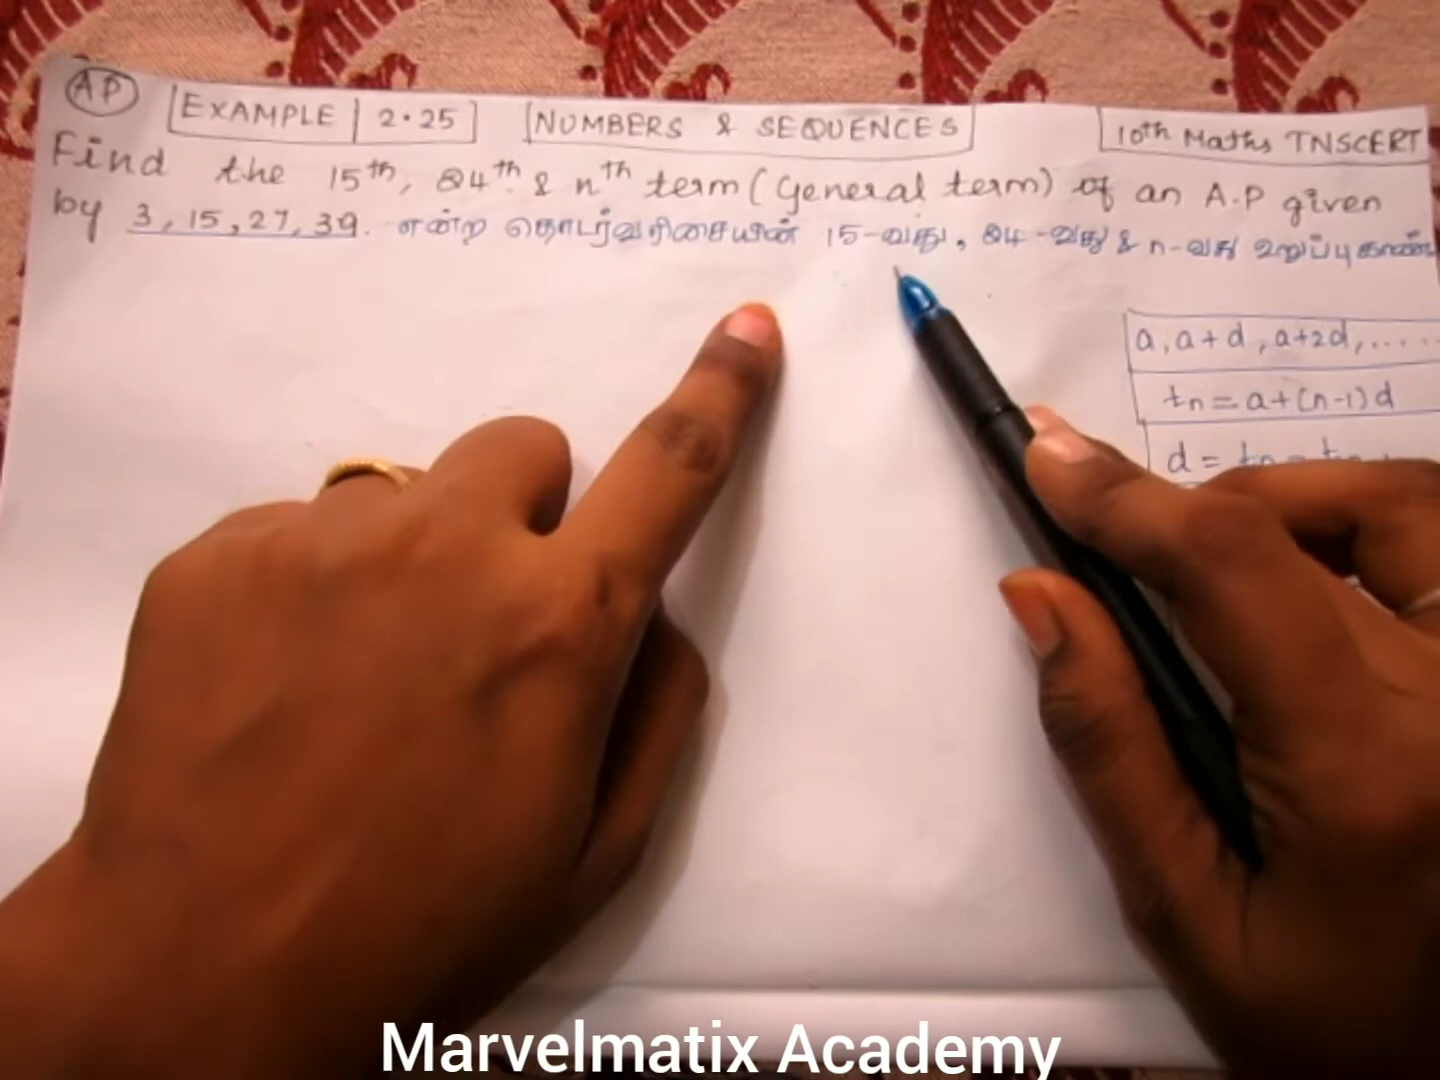 AP
EXAMPLE 2.25 NUMBERS & SEQUENCES 10th Maths TNSCERT
Find the 15th, 24th & nth term (General term) of an A.P given
by 3, 15, 27, 39. என்ற தொடர்வரிசையின் 15-வது, 24-வது & n-வது உறுப்பு காண்
a, a+d, a+2d, .....
tn = a+(n-1)d
d =
Marvelmatix Academy